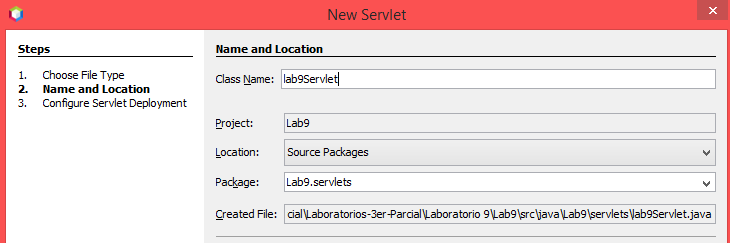 New Servlet
Steps
1. Choose File Type
2. Name and Location
3. Configure Servlet Deployment
Name and Location
Class Name: lab9Servlet
Project: Lab9
Location: Source Packages
Package: Lab9.servlets
Created File: cial\Laboratorios-3er-Parcial\Laboratorio 9\Lab9\src\java\Lab9\servlets\lab9Servlet.java